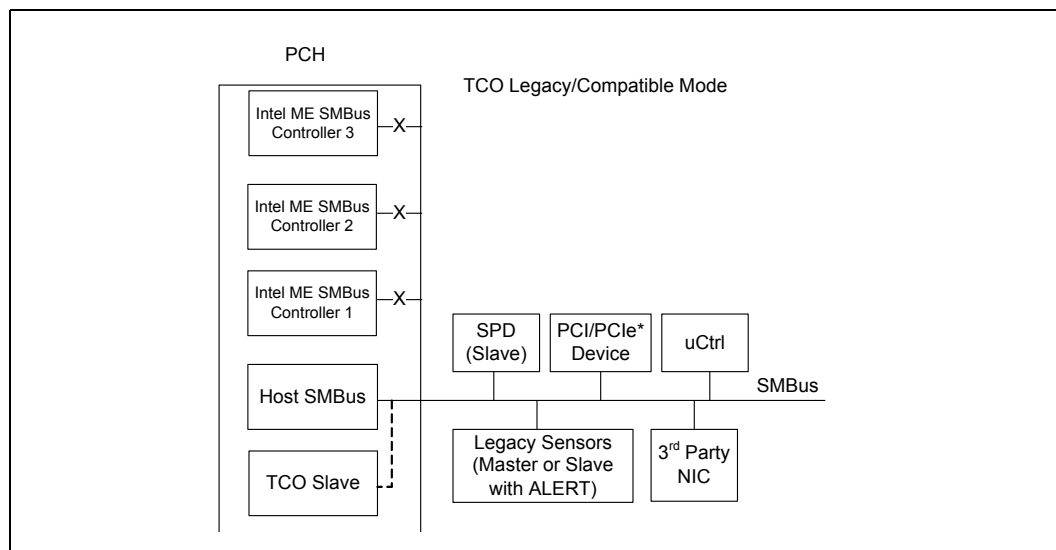 PCH
TCO Legacy/Compatible Mode
Intel ME SMBus
Controller 3
X
Intel ME SMBus
Controller 2
X
Intel ME SMBus
Controller 1
X
SPD
(Slave)
PCI/PCIe*
Device
uCtrl
Host SMBus
SMBus
Legacy Sensors
(Master or Slave
with ALERT)
3rd Party
NIC
TCO Slave